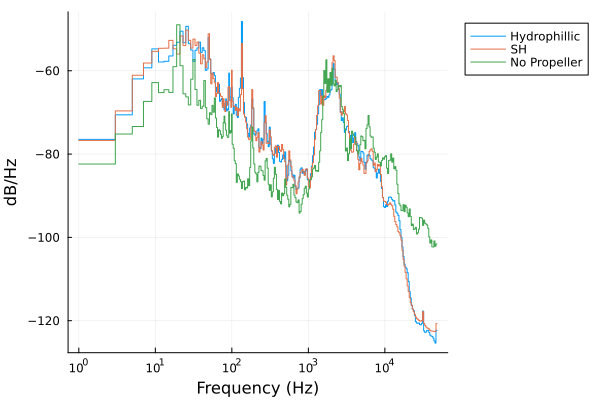 Hydrophillic
SH
No Propeller
−60
−80
−100
−120
dB/Hz
10⁰
10¹
10²
10³
10⁴
Frequency (Hz)